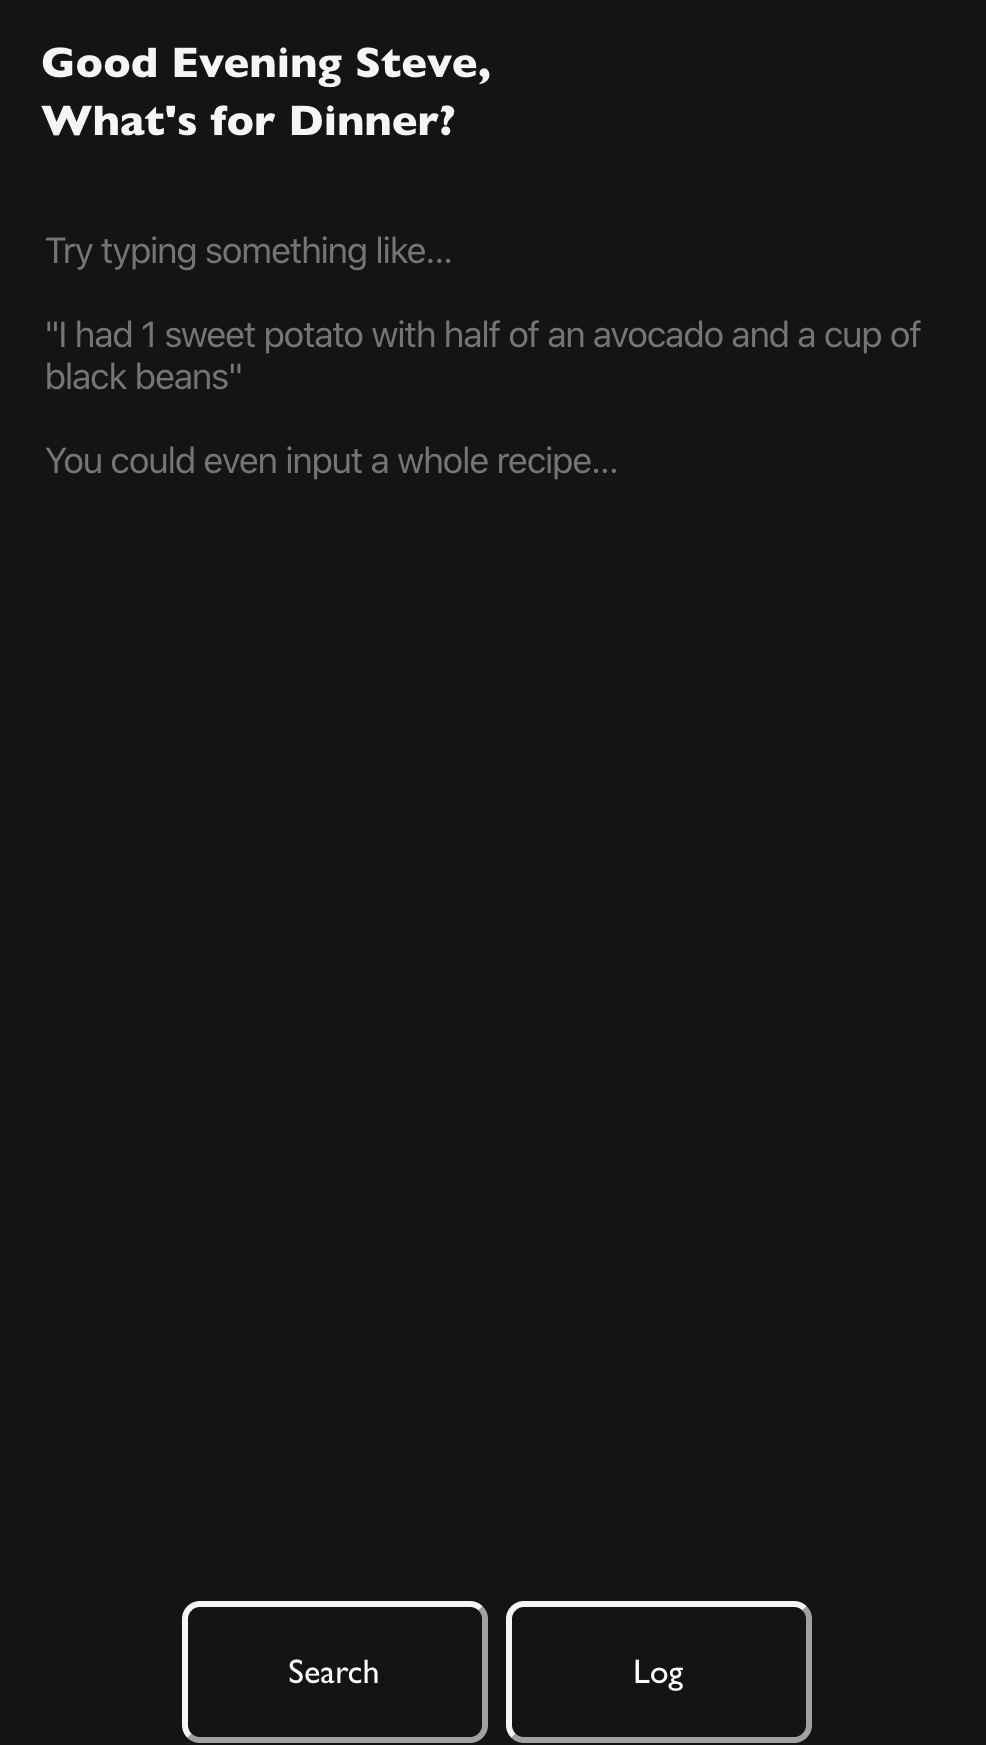 Good Evening Steve,
What's for Dinner?
Try typing something like...
"I had 1 sweet potato with half of an avocado and a cup of
black beans"
You could even input a whole recipe...
Search
Log